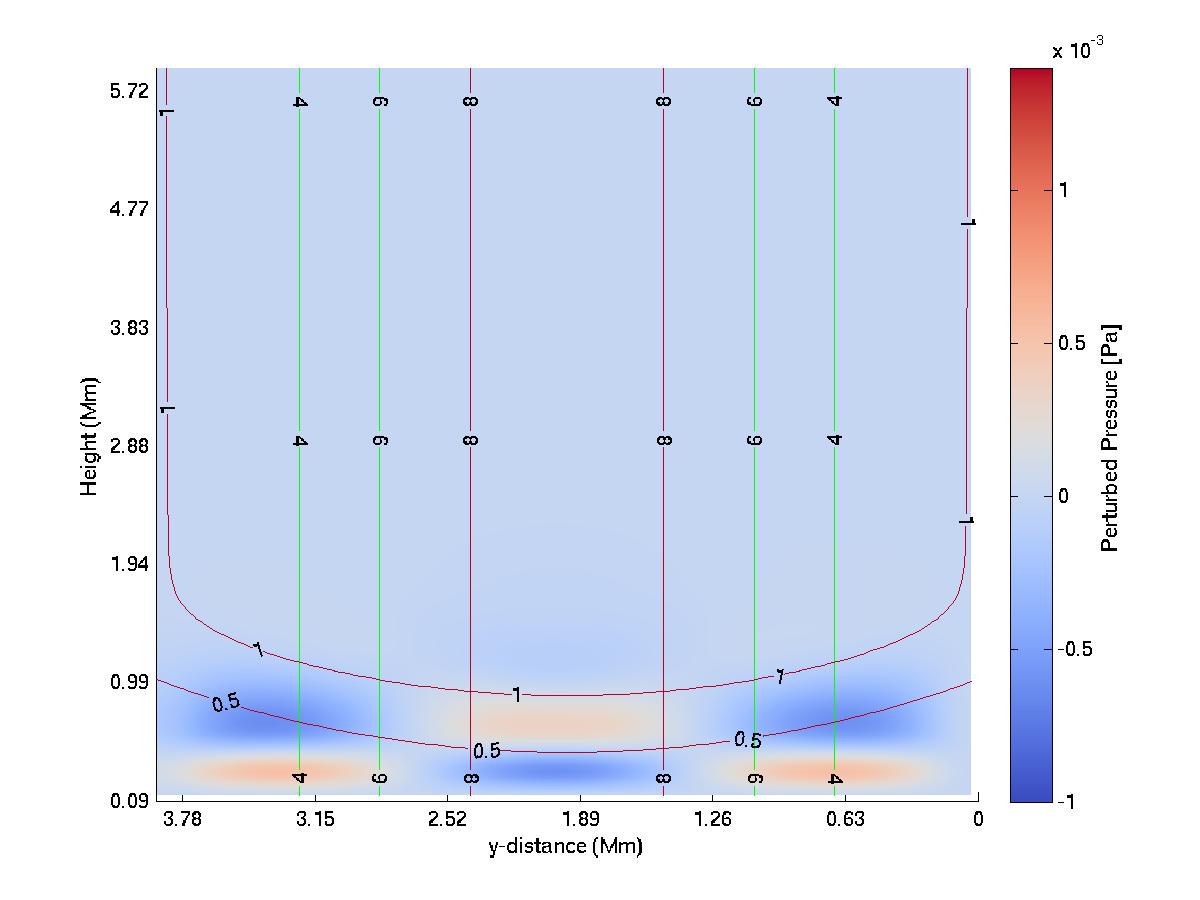 x 10-3
5.72
4.77
3.83
2.88
1.94
0.99
0.09
Height (Mm)
1 4 6 8 8 6 4
1
1 4 6 8 8 6 4
1
1 1 1
0.5 0.5 0.5
4 6 8 8 6 4
3.78 3.15 2.52 1.89 1.26 0.63 0
y-distance (Mm)
1
0.5
0
-0.5
-1
Perturbed Pressure [Pa]